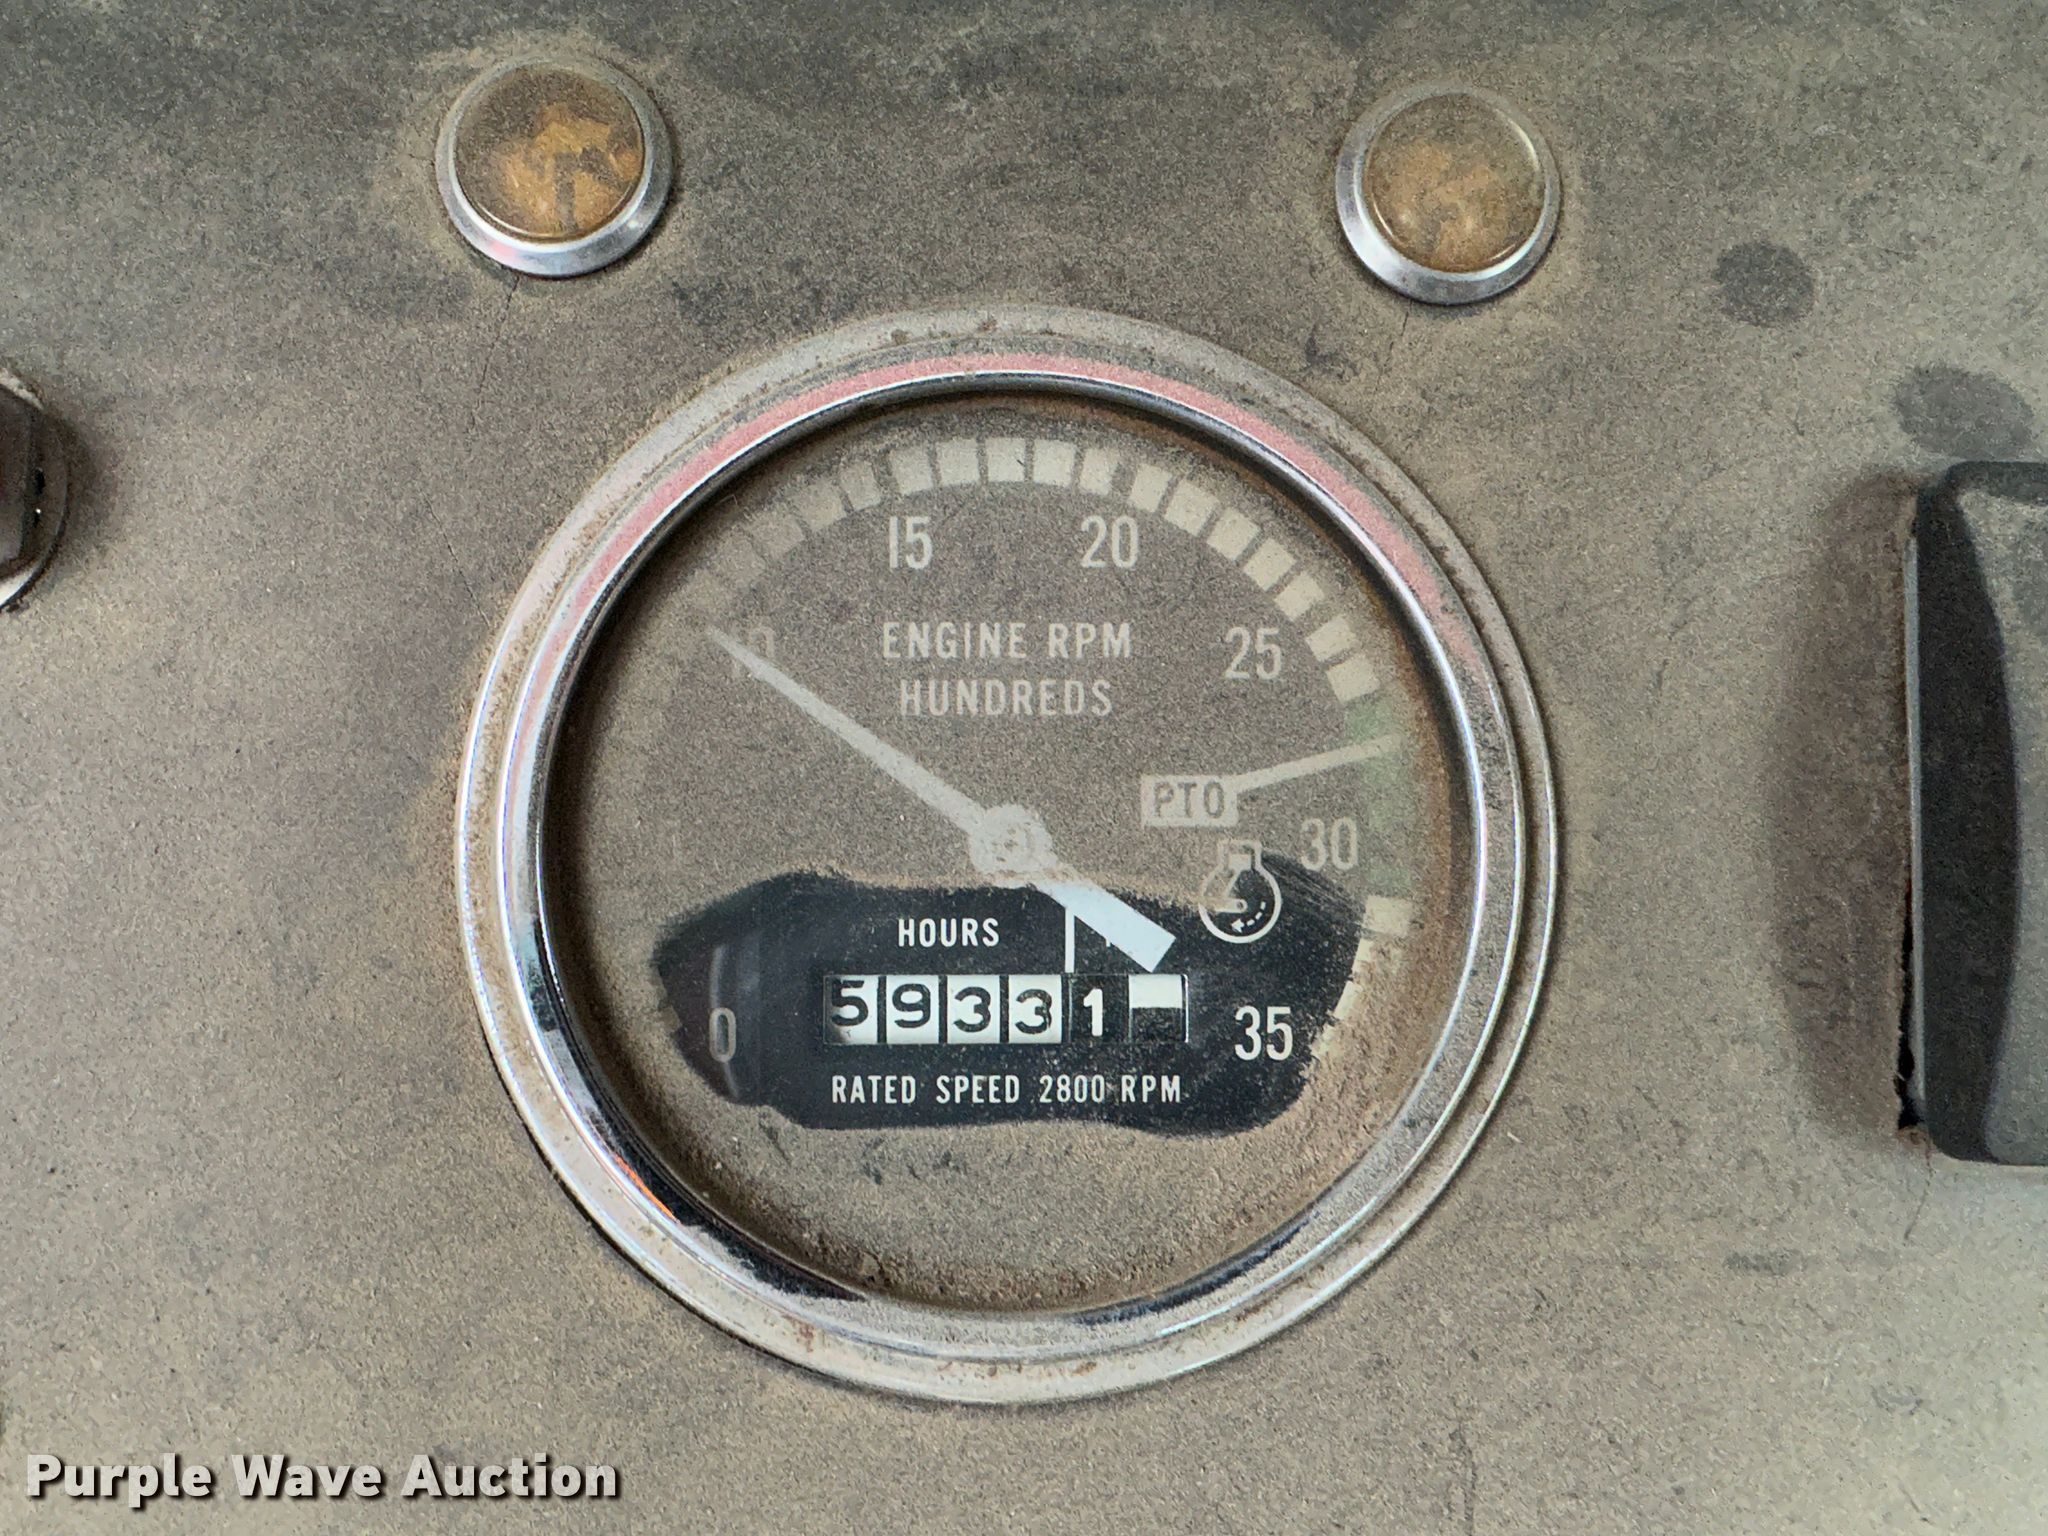 15 20
10 25
ENGINE RPM
HUNDREDS
PTO
30
HOURS
59331
0 35
RATED SPEED 2800 RPM
Purple Wave Auction